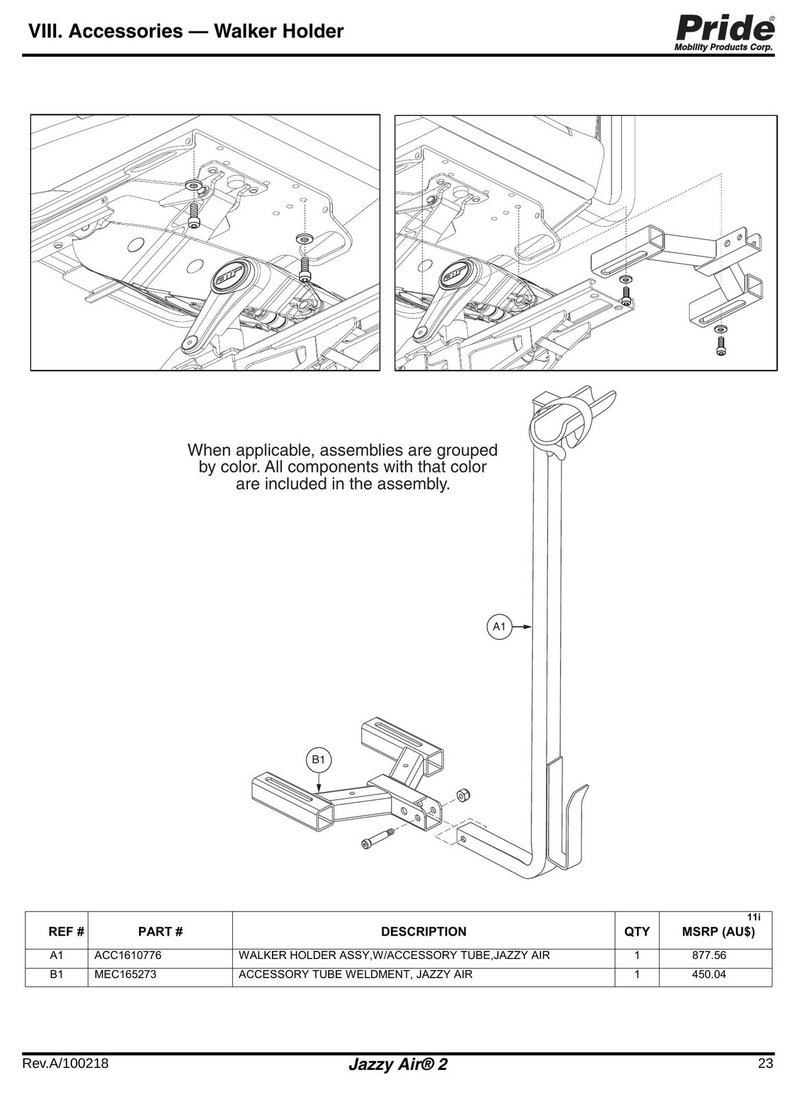 VIII. Accessories — Walker Holder
Pride®
Mobility Products Corp.
air
air
When applicable, assemblies are grouped
by color. All components with that color
are included in the assembly.
A1
B1
11i
REF # PART # DESCRIPTION QTY MSRP (AU$)
A1 ACC1610776 WALKER HOLDER ASSY,W/ACCESSORY TUBE,JAZZY AIR 1 877.56
B1 MEC165273 ACCESSORY TUBE WELDMENT, JAZZY AIR 1 450.04
Rev.A/100218 Jazzy Air® 2 23